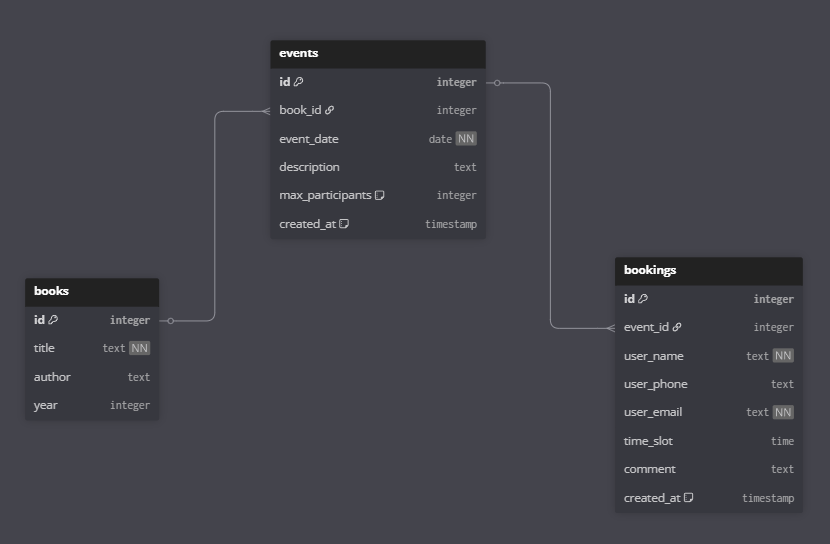 events
id integer
book_id integer
event_date date NN
description text
max_participants integer
created_at timestamp
books
id integer
title text NN
author text
year integer
bookings
id integer
event_id integer
user_name text NN
user_phone text
user_email text NN
time_slot time
comment text
created_at timestamp